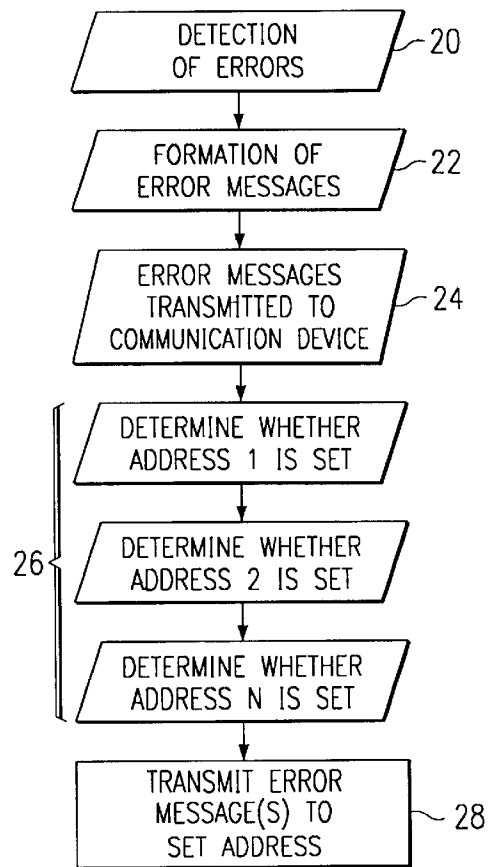 DETECTION
OF ERRORS
20
FORMATION OF
ERROR MESSAGES
22
ERROR MESSAGES
TRANSMITTED TO
COMMUNICATION DEVICE
24
DETERMINE WHETHER
ADDRESS 1 IS SET
26
DETERMINE WHETHER
ADDRESS 2 IS SET
DETERMINE WHETHER
ADDRESS N IS SET
TRANSMIT ERROR
MESSAGE(S) TO
SET ADDRESS
28